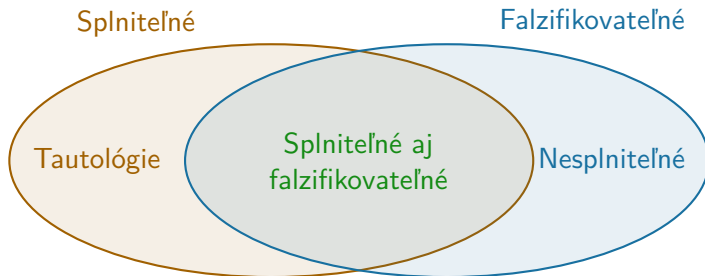 Splniteľné
Falzifikovateľné
Tautológie
Splniteľné aj
falzifikovateľné
Nesplniteľné